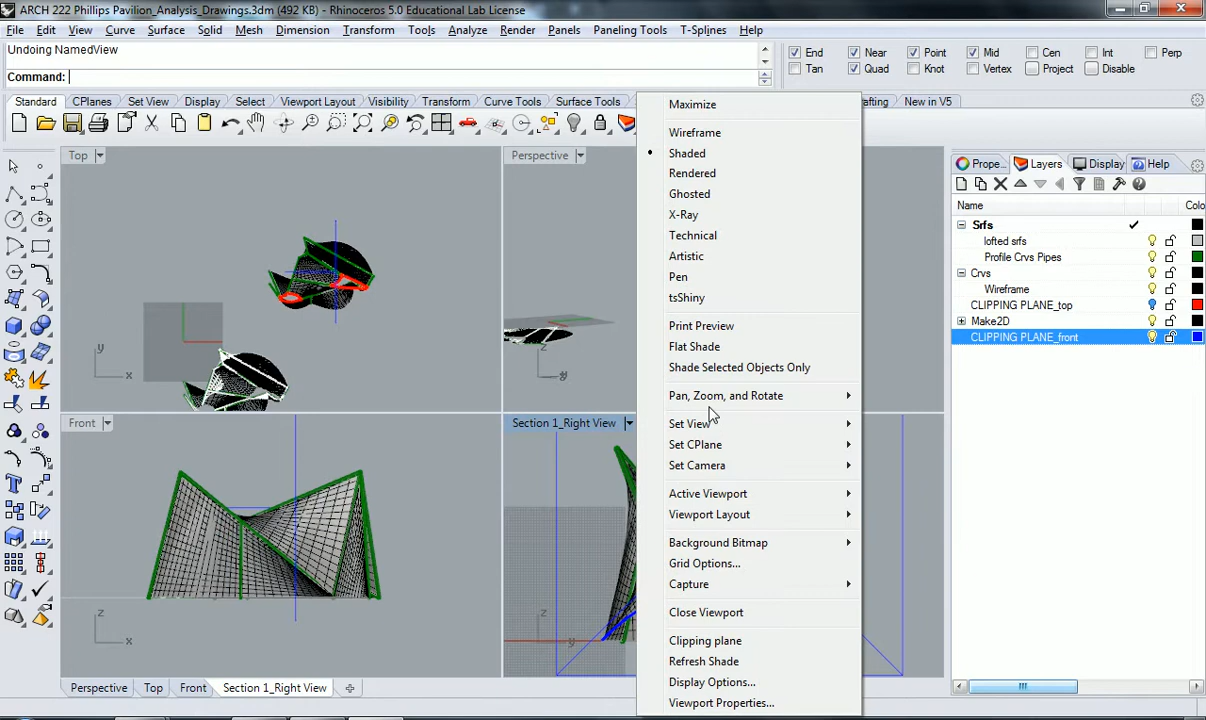 ARCH 222 Phillips Pavilion_Analysis_Drawings.3dm (492 KB) - Rhinoceros 5.0 Educational Lab License
File Edit View Curve Surface Solid Mesh Dimension Transform Tools Analyze Render Panels Paneling Tools T-Splines Help
Undoing NamedView
Command:
End Near Point Mid Cen Int Perp
Tan Quad Knot Vertex Project Disable
Standard CPlanes Set View Display Select Viewport Layout Visibility Transform Curve Tools Surface Tools
afting New in V5
Top
Perspective
Maximize
Wireframe
Shaded
Rendered
Ghosted
X-Ray
Technical
Artistic
Pen
tsShiny
Print Preview
Flat Shade
Shade Selected Objects Only
Pan, Zoom, and Rotate
Set View
Set CPlane
Set Camera
Active Viewport
Viewport Layout
Background Bitmap
Grid Options...
Capture
Close Viewport
Clipping plane
Refresh Shade
Display Options...
Viewport Properties...
Prope... Layers Display Help
Name Colo
Srfs
lofted srfs
Profile Crvs Pipes
Crvs
Wireframe
CLIPPING PLANE_top
Make2D
CLIPPING PLANE_front
y
x
z
Front
Section 1_Right View
z
x
z
y
Perspective Top Front Section 1_Right View